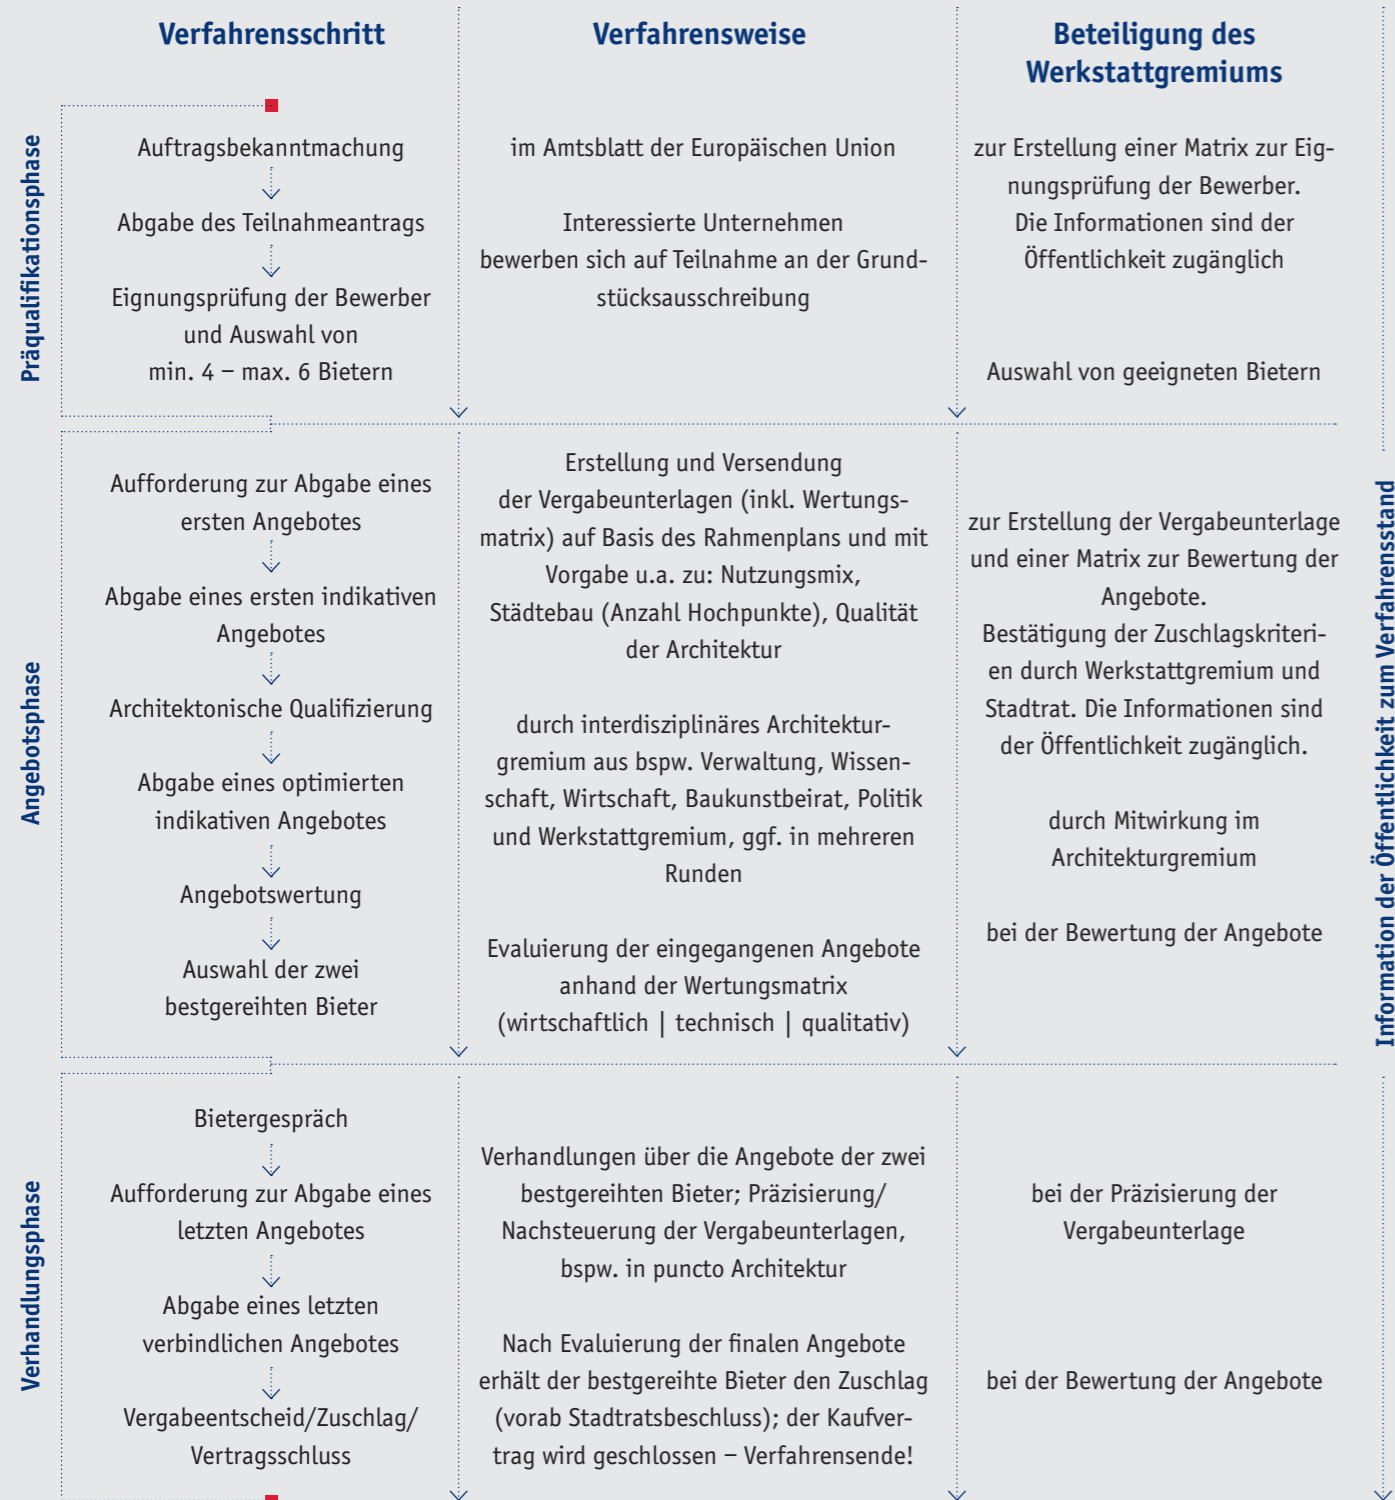 Verfahrensschritt
Verfahrensweise
Beteiligung des
Werkstattgremiums
Präqualifikationsphase
Auftragsbekanntmachung
Abgabe des Teilnahmeantrags
Eignungsprüfung der Bewerber
und Auswahl von
min. 4 – max. 6 Bietern
im Amtsblatt der Europäischen Union
Interessierte Unternehmen
bewerben sich auf Teilnahme an der Grund-
stücksausschreibung
zur Erstellung einer Matrix zur Eig-
nungsprüfung der Bewerber.
Die Informationen sind der
Öffentlichkeit zugänglich
Auswahl von geeigneten Bietern
Angebotsphase
Aufforderung zur Abgabe eines
ersten Angebotes
Abgabe eines ersten indikativen
Angebotes
Architektonische Qualifizierung
Abgabe eines optimierten
indikativen Angebotes
Angebotswertung
Auswahl der zwei
bestgereihten Bieter
Erstellung und Versendung
der Vergabeunterlagen (inkl. Wertungs-
matrix) auf Basis des Rahmenplans und mit
Vorgabe u.a. zu: Nutzungsmix,
Städtebau (Anzahl Hochpunkte), Qualität
der Architektur
durch interdisziplinäres Architektur-
gremium aus bspw. Verwaltung, Wissen-
schaft, Wirtschaft, Baukunstbeirat, Politik
und Werkstattgremium, ggf. in mehreren
Runden
Evaluierung der eingegangenen Angebote
anhand der Wertungsmatrix
(wirtschaftlich | technisch | qualitativ)
zur Erstellung der Vergabeunterlage
und einer Matrix zur Bewertung der
Angebote.
Bestätigung der Zuschlagskriteri-
en durch Werkstattgremium und
Stadtrat. Die Informationen sind
der Öffentlichkeit zugänglich.
durch Mitwirkung im
Architekturgremium
bei der Bewertung der Angebote
Verhandlungsphase
Bietergespräch
Aufforderung zur Abgabe eines
letzten Angebotes
Abgabe eines letzten
verbindlichen Angebotes
Vergabeentscheid/Zuschlag/
Vertragsschluss
Verhandlungen über die Angebote der zwei
bestgereihten Bieter; Präzisierung/
Nachsteuerung der Vergabeunterlagen,
bspw. in puncto Architektur
Nach Evaluierung der finalen Angebote
erhält der bestgereihte Bieter den Zuschlag
(vorab Stadtratsbeschluss); der Kaufver-
trag wird geschlossen – Verfahrensende!
bei der Präzisierung der
Vergabeunterlage
bei der Bewertung der Angebote
Information der Öffentlichkeit zum Verfahrensstand